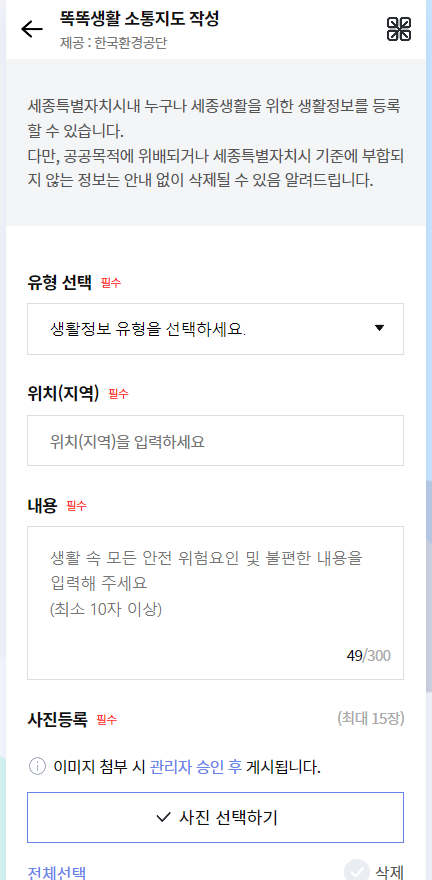 똑똑생활 소통지도 작성
제공 : 한국환경공단
세종특별자치시내 누구나 세종생활을 위한 생활정보를 등록
할 수 있습니다.
다만, 공공목적에 위배되거나 세종특별자치시 기준에 부합되
지 않는 정보는 안내 없이 삭제될 수 있음 알려드립니다.
유형 선택 필수
생활정보 유형을 선택하세요.
위치(지역) 필수
위치(지역)을 입력하세요
내용 필수
생활 속 모든 안전 위험요인 및 불편한 내용을
입력해 주세요
(최소 10자 이상)
49/300
사진등록 필수 (최대 15장)
이미지 첨부 시 관리자 승인 후 게시됩니다.
사진 선택하기
전체선택 삭제